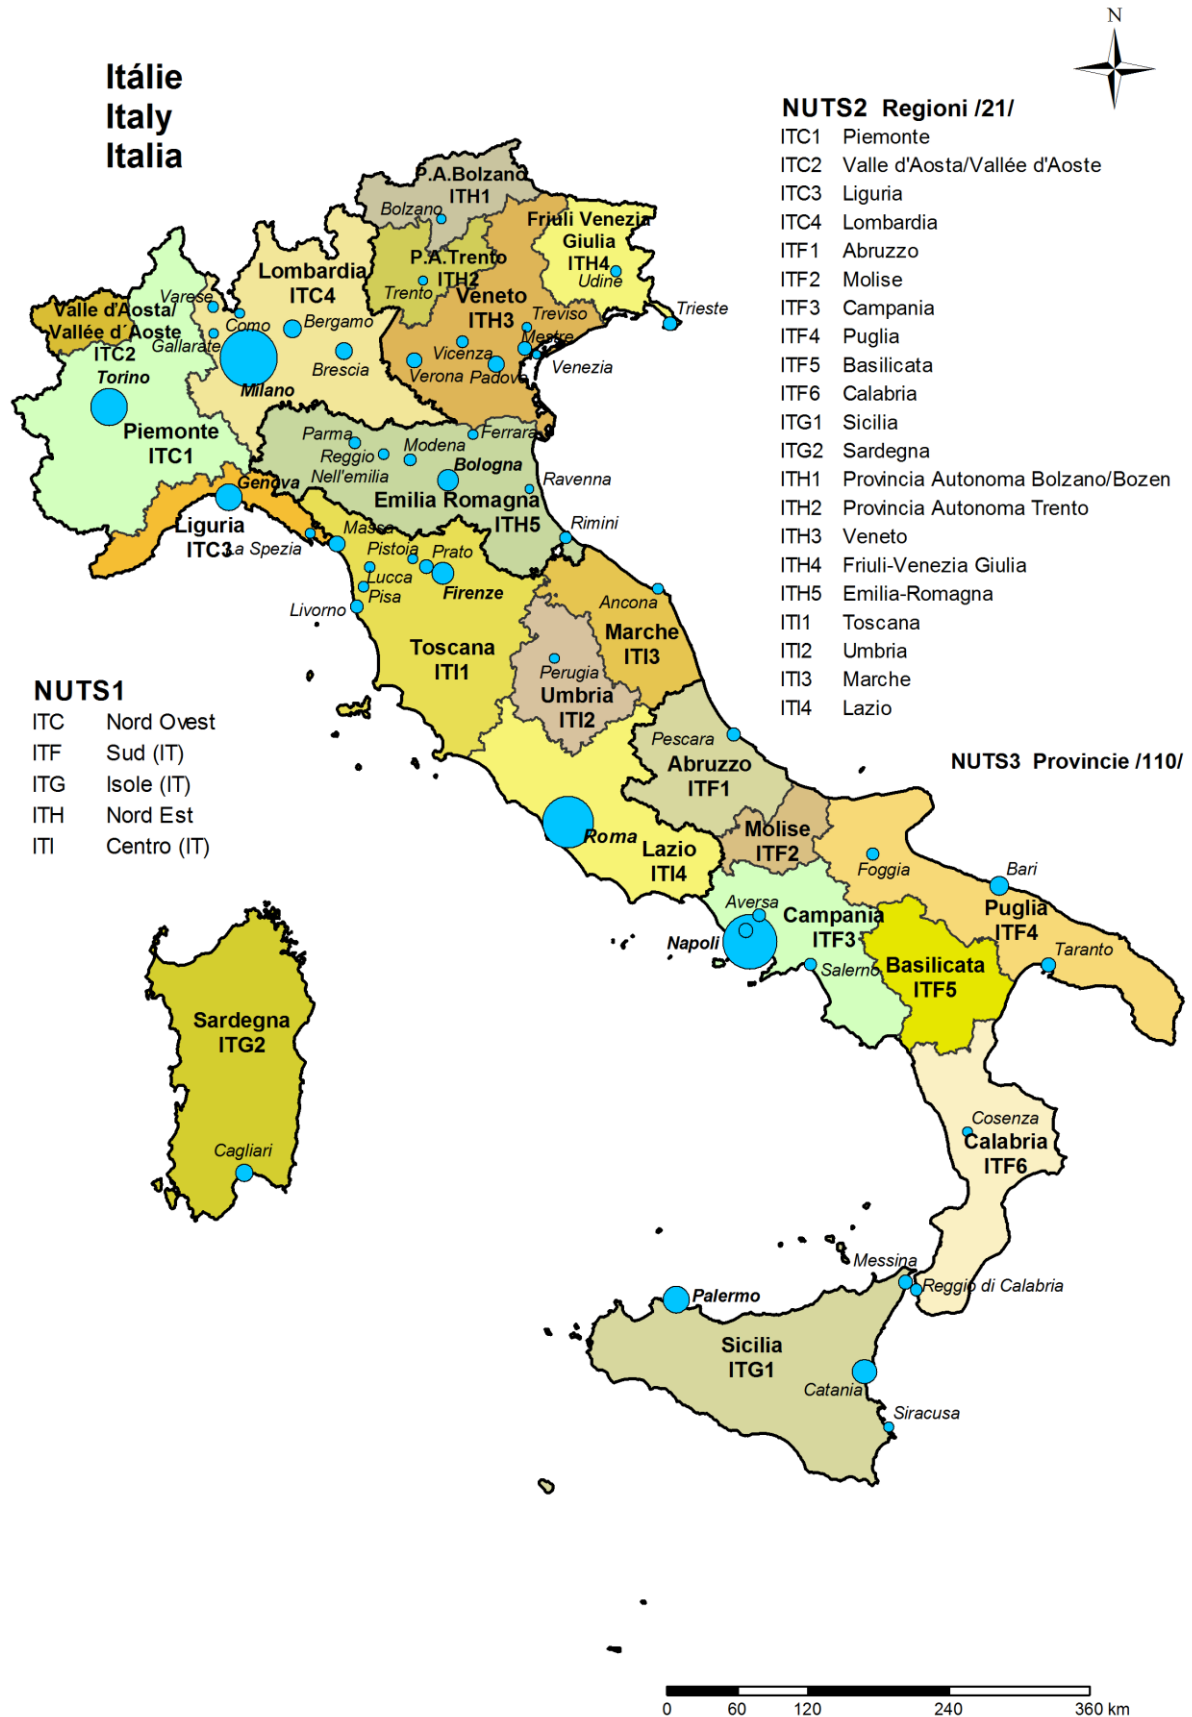 N
Itálie
Italy
Italia
NUTS2 Regioni /21/
ITC1 Piemonte
ITC2 Valle d'Aosta/Vallée d'Aoste
ITC3 Liguria
ITC4 Lombardia
ITF1 Abruzzo
ITF2 Molise
ITF3 Campania
ITF4 Puglia
ITF5 Basilicata
ITF6 Calabria
ITG1 Sicilia
ITG2 Sardegna
ITH1 Provincia Autonoma Bolzano/Bozen
ITH2 Provincia Autonoma Trento
ITH3 Veneto
ITH4 Friuli-Venezia Giulia
ITH5 Emilia-Romagna
ITI1 Toscana
ITI2 Umbria
ITI3 Marche
ITI4 Lazio
NUTS3 Provincie /110/
NUTS1
ITC Nord Ovest
ITF Sud (IT)
ITG Isole (IT)
ITH Nord Est
ITI Centro (IT)
P.A.Bolzano
ITH1
Bolzano
Friuli Venezia
Giulia
ITH4
Udine
P.A.Trento
ITH2
Trento
Lombardia
ITC4
Veneto
ITH3
Treviso
Trieste
Mestre
Venezia
Vicenza
Verona
Padova
Varese
Como
Bergamo
Gallarate
Brescia
Milano
Valle d'Aosta/
Vallée d´Aoste
ITC2
Torino
Piemonte
ITC1
Parma
Reggio
Nell'emilia
Modena
Ferrara
Bologna
Ravenna
Emilia Romagna
ITH5
Rimini
Genova
Liguria
ITC3
La Spezia
Massa
Pistoia
Prato
Lucca
Pisa
Firenze
Livorno
Toscana
ITI1
Ancona
Marche
ITI3
Perugia
Umbria
ITI2
Pescara
Abruzzo
ITF1
Roma
Lazio
ITI4
Molise
ITF2
Foggia
Bari
Puglia
ITF4
Taranto
Aversa
Campania
ITF3
Napoli
Salerno
Basilicata
ITF5
Sardegna
ITG2
Cagliari
Cosenza
Calabria
ITF6
Messina
Reggio di Calabria
Palermo
Sicilia
ITG1
Catania
Siracusa
0 60 120 240 360 km